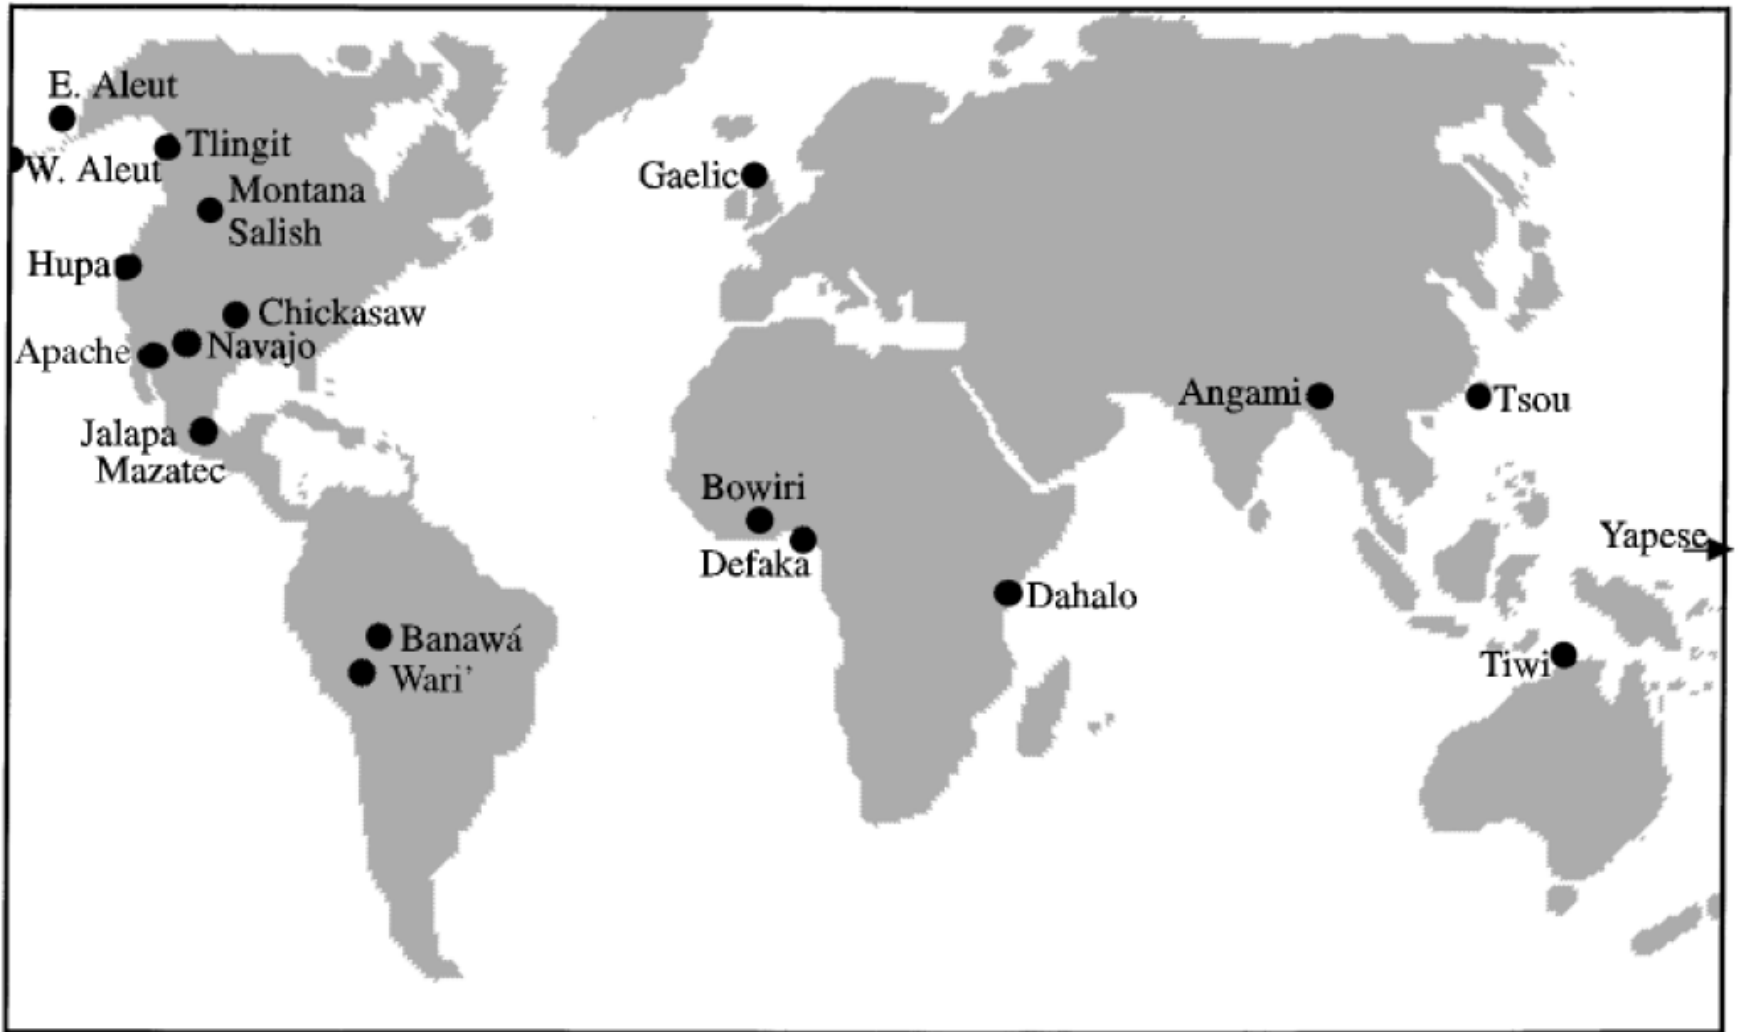 E. Aleut
Tlingit
W. Aleut
Gaelic
Montana
Salish
Hupa
Chickasaw
Navajo
Apache
Angami
Tsou
Jalapa
Mazatec
Bowiri
Yapese
Defaka
Dahalo
Banawá
Tiwi
Wari’